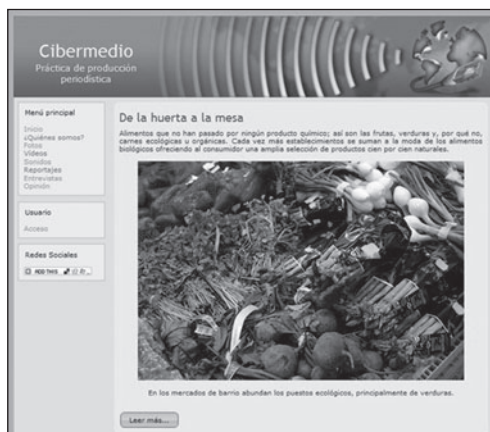 Cibermedio
Práctica de producción
periodística
Menú principal
Inicio
¿Quiénes somos?
Fotos
Vídeos
Sonidos
Reportajes
Entrevistas
Opinión
Usuario
Acceso
Redes Sociales
ADD THIS
De la huerta a la mesa
Alimentos que no han pasado por ningún producto químico; así son las frutas, verduras y, por qué no,
carnes ecológicas u orgánicas. Cada vez más establecimientos se suman a la moda de los alimentos
biológicos ofreciendo al consumidor una amplia selección de productos cien por cien naturales.
En los mercados de barrio abundan los puestos ecológicos, principalmente de verduras.
Leer más...